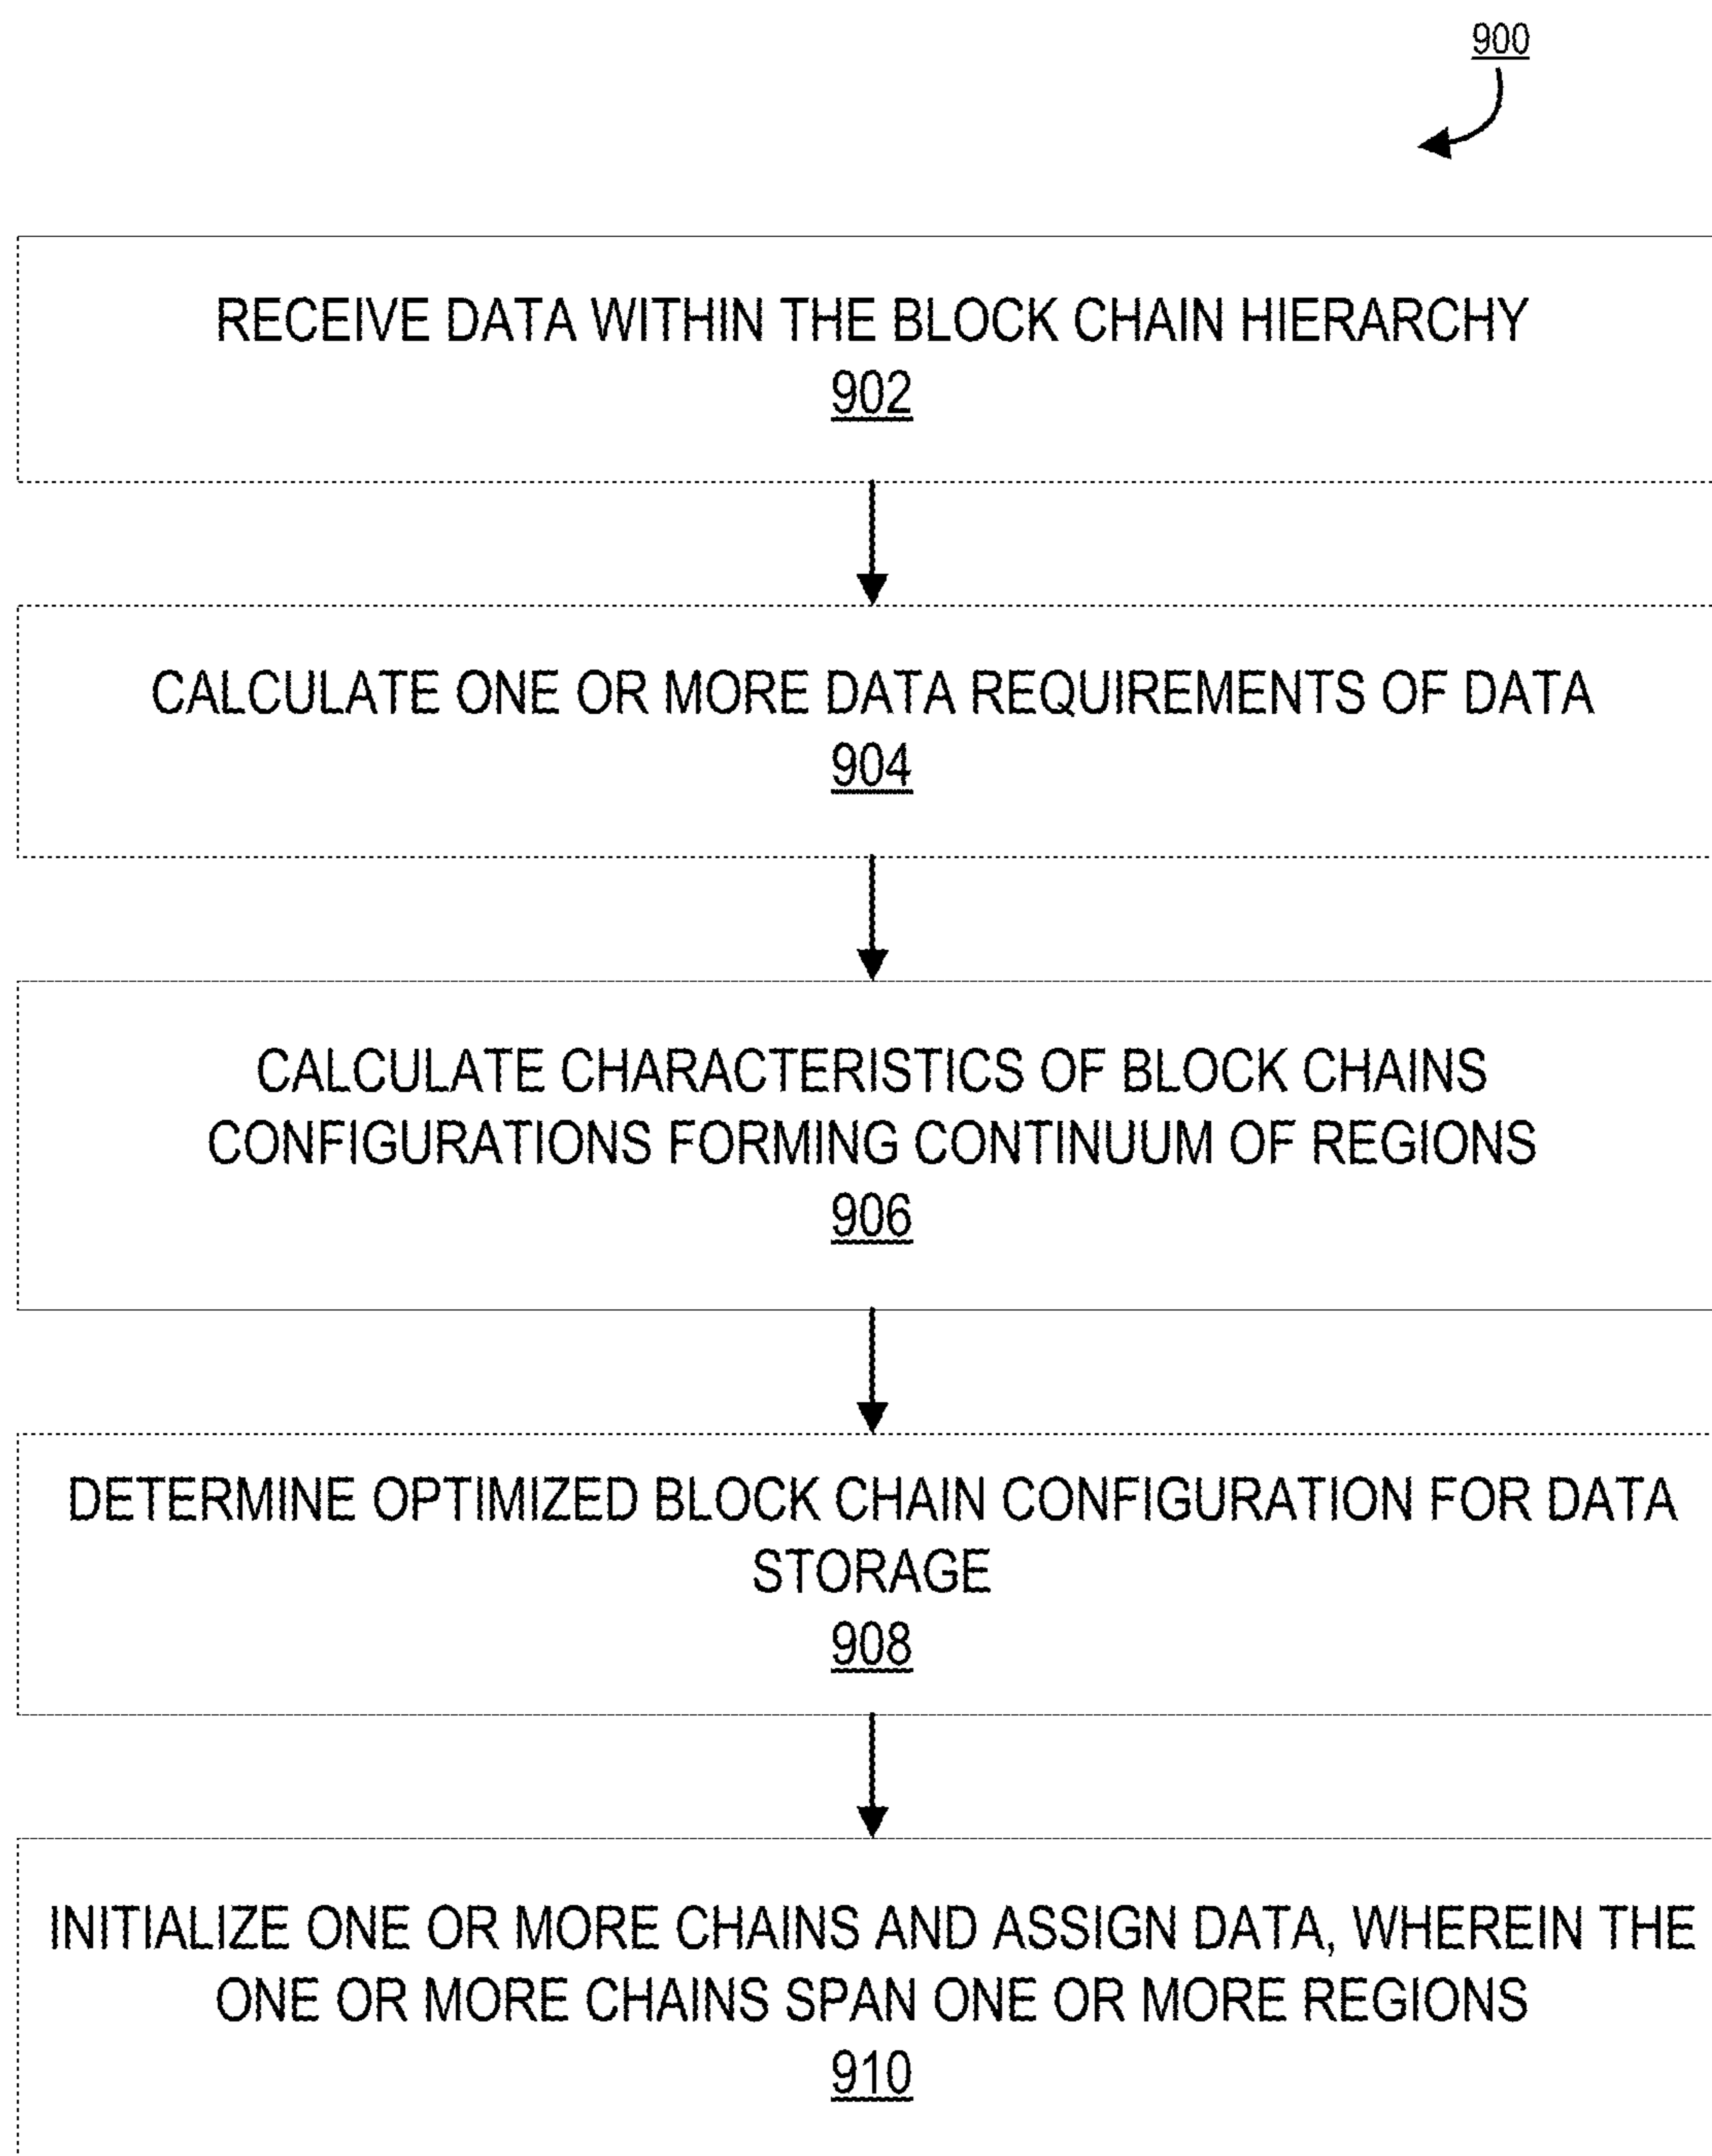 900
RECEIVE DATA WITHIN THE BLOCK CHAIN HIERARCHY
902
CALCULATE ONE OR MORE DATA REQUIREMENTS OF DATA
904
CALCULATE CHARACTERISTICS OF BLOCK CHAINS
CONFIGURATIONS FORMING CONTINUUM OF REGIONS
906
DETERMINE OPTIMIZED BLOCK CHAIN CONFIGURATION FOR DATA
STORAGE
908
INITIALIZE ONE OR MORE CHAINS AND ASSIGN DATA, WHEREIN THE
ONE OR MORE CHAINS SPAN ONE OR MORE REGIONS
910